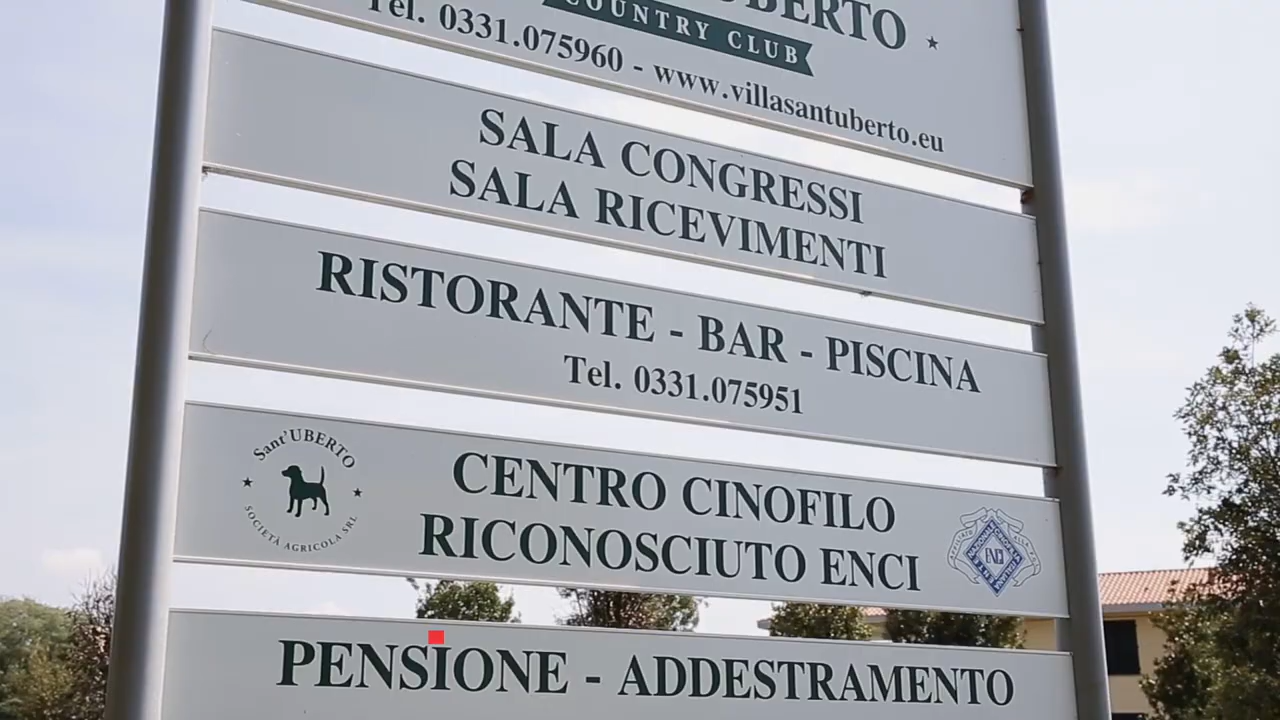 UBERTO
COUNTRY CLUB
Tel. 0331.075960 - www.villasantuberto.eu
SALA CONGRESSI
SALA RICEVIMENTI
RISTORANTE - BAR - PISCINA
Tel. 0331.075951
Sant'UBERTO
SOCIETÀ AGRICOLA SRL
CENTRO CINOFILO
RICONOSCIUTO ENCI
ENCI
PENSIONE - ADDESTRAMENTO